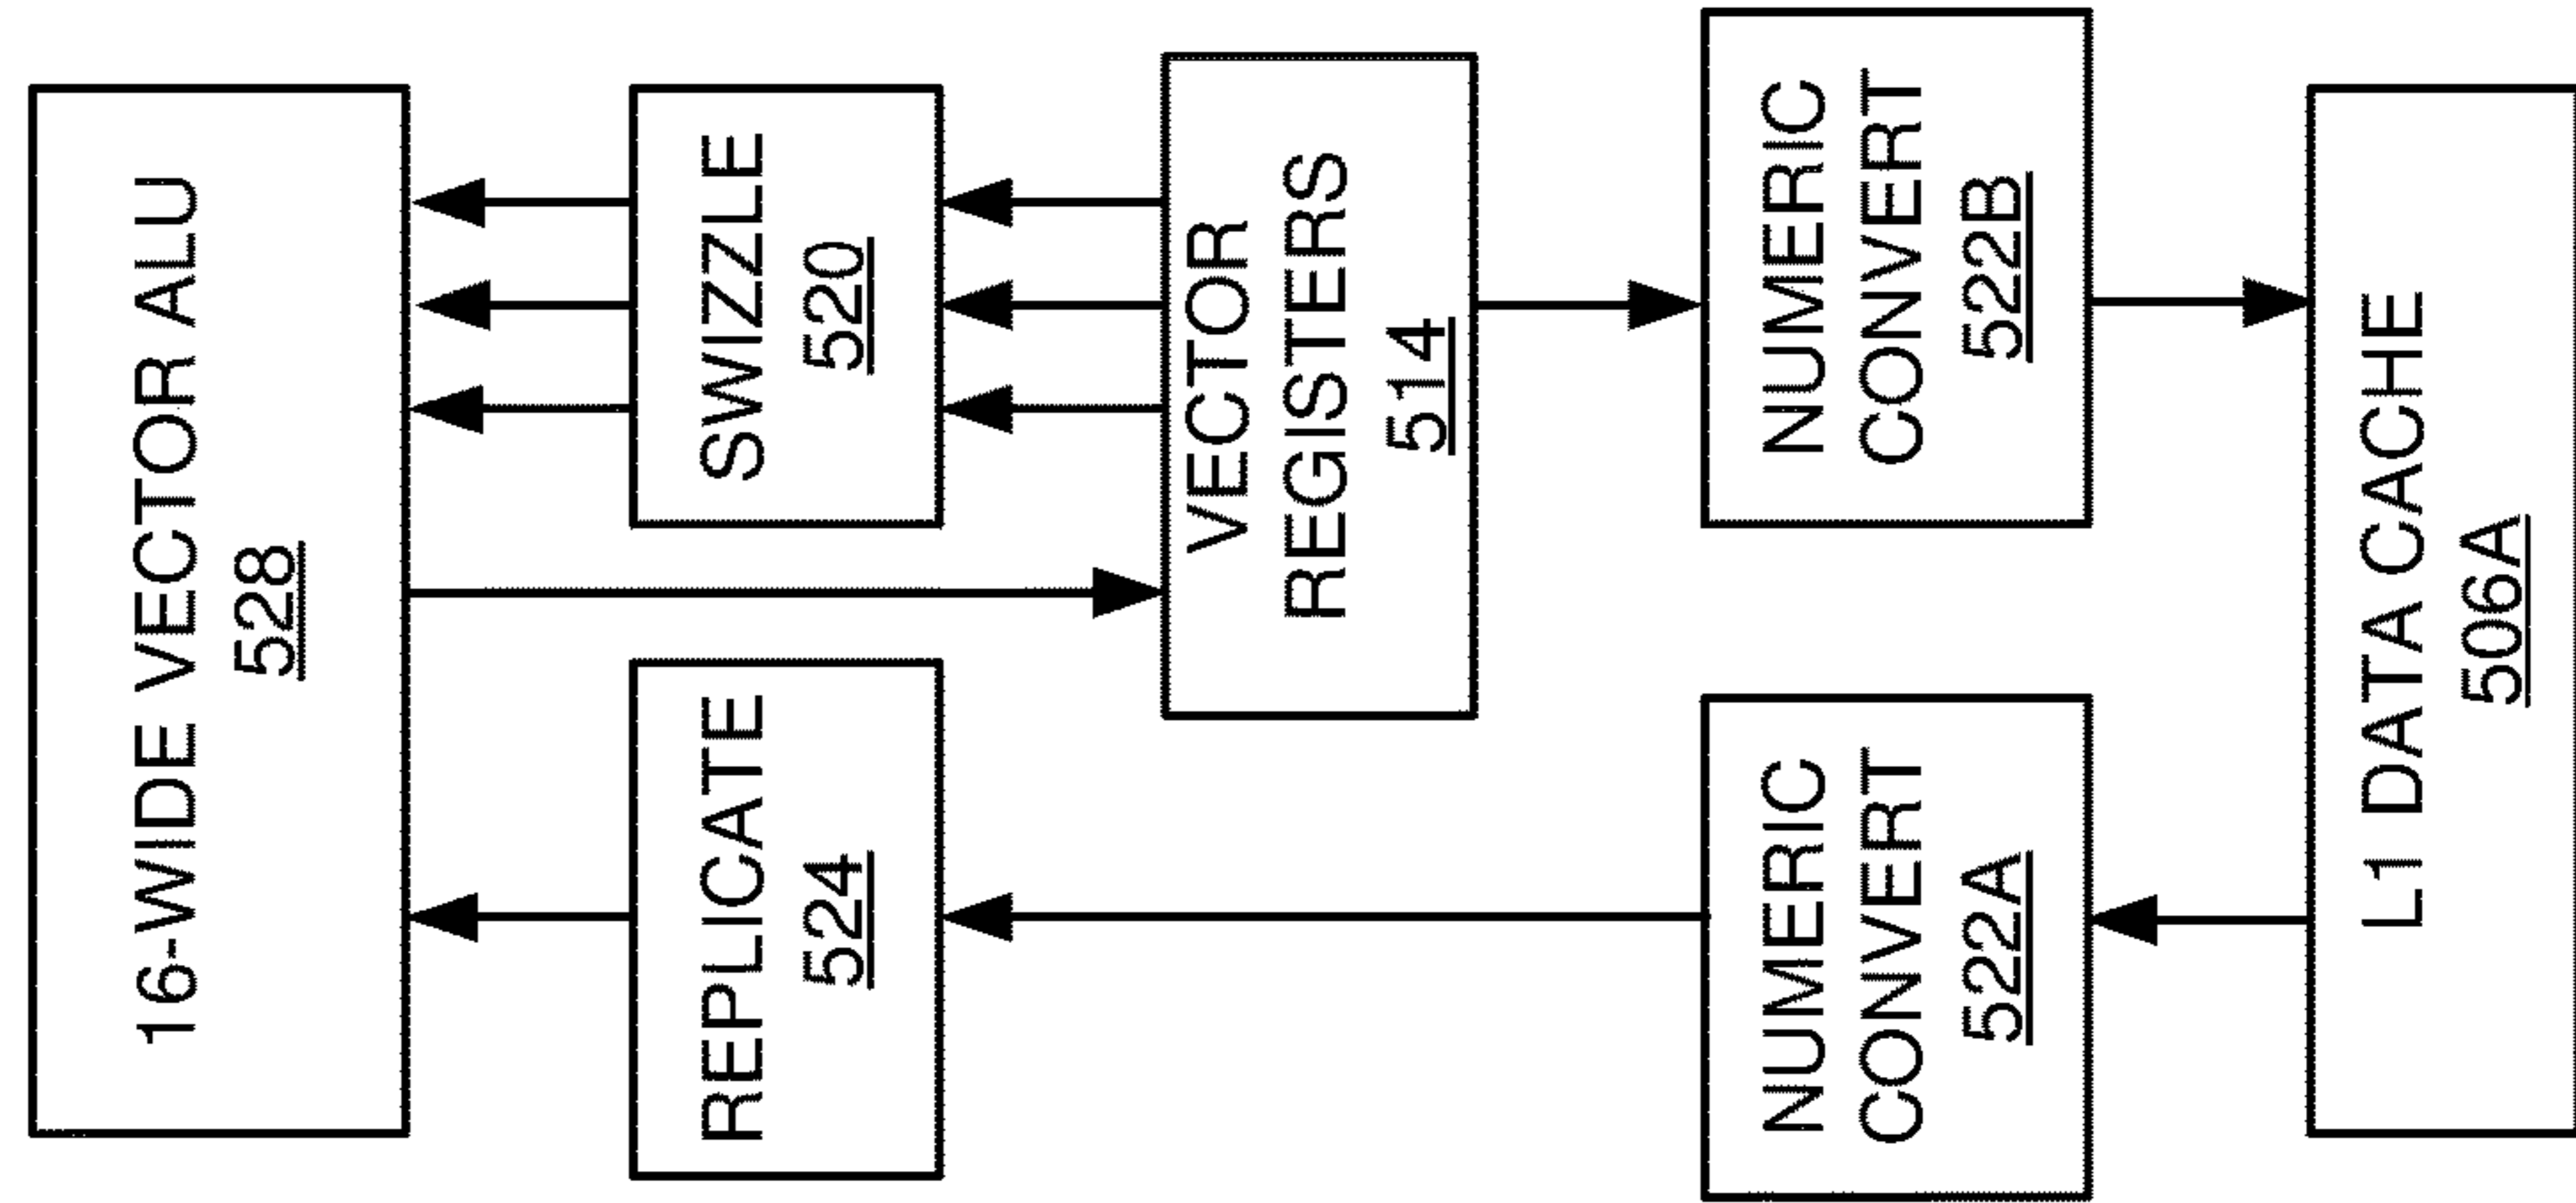 16-WIDE VECTOR ALU
528
REPLICATE
524
SWIZZLE
520
VECTOR
REGISTERS
514
NUMERIC
CONVERT
522A
NUMERIC
CONVERT
522B
L1 DATA CACHE
506A